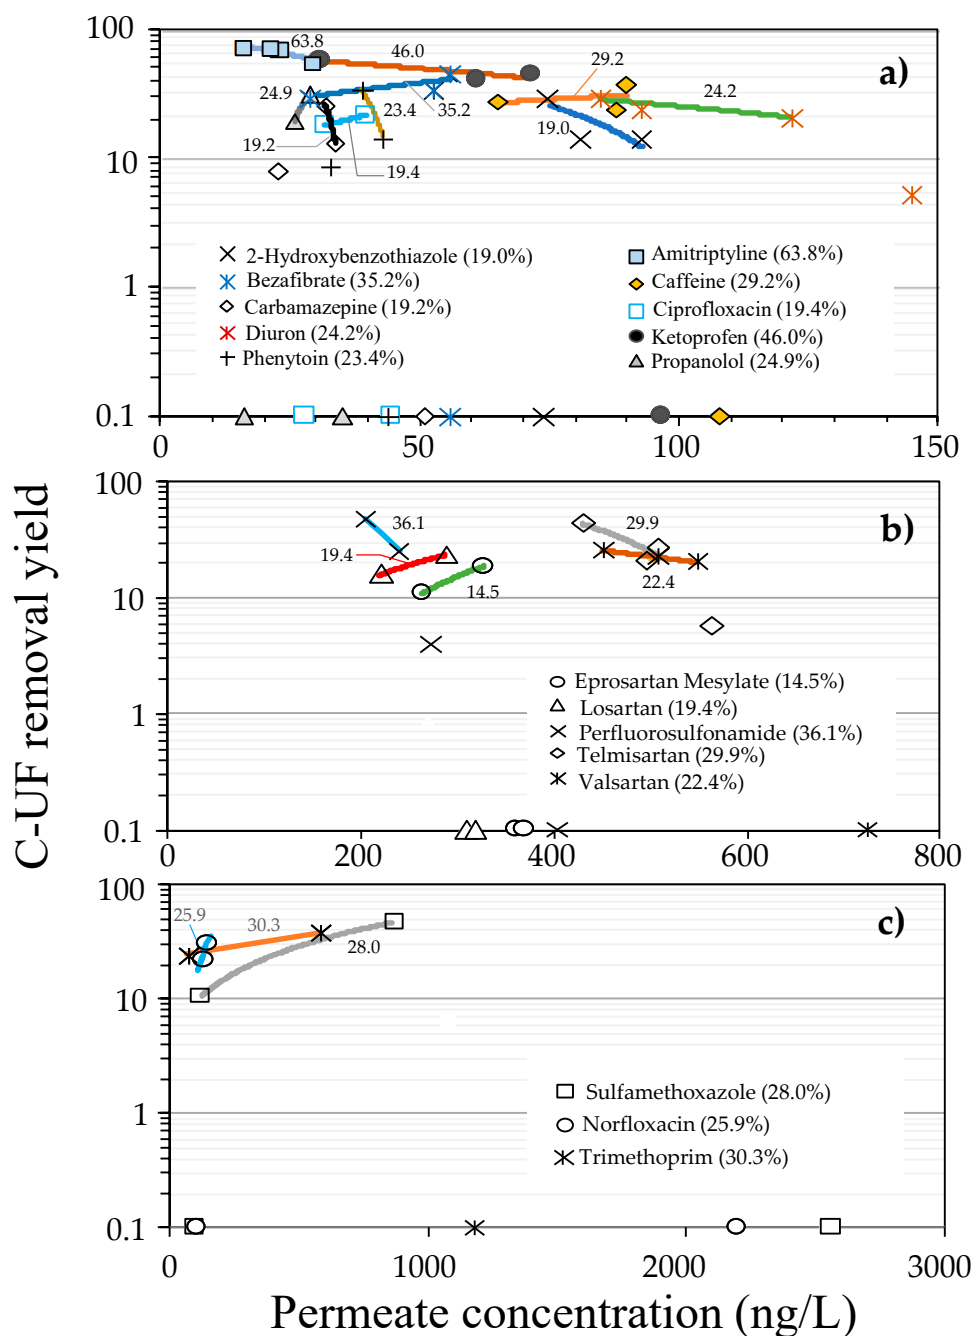 C-UF removal yield
100
10
1
0.1
0
50
100
150
a)
63.8
46.0
29.2
24.2
24.9
35.2
23.4
19.0
19.2
19.4
2-Hydroxybenzothiazole (19.0%)
Bezafibrate (35.2%)
Carbamazepine (19.2%)
Diuron (24.2%)
Phenytoin (23.4%)
Amitriptyline (63.8%)
Caffeine (29.2%)
Ciprofloxacin (19.4%)
Ketoprofen (46.0%)
Propanolol (24.9%)
100
10
1
0.1
0
200
400
600
800
b)
36.1
19.4
14.5
29.9
22.4
Eprosartan Mesylate (14.5%)
Losartan (19.4%)
Perfluorosulfonamide (36.1%)
Telmisartan (29.9%)
Valsartan (22.4%)
100
10
1
0.1
0
1000
2000
3000
c)
25.9
30.3
28.0
Sulfamethoxazole (28.0%)
Norfloxacin (25.9%)
Trimethoprim (30.3%)
Permeate concentration (ng/L)